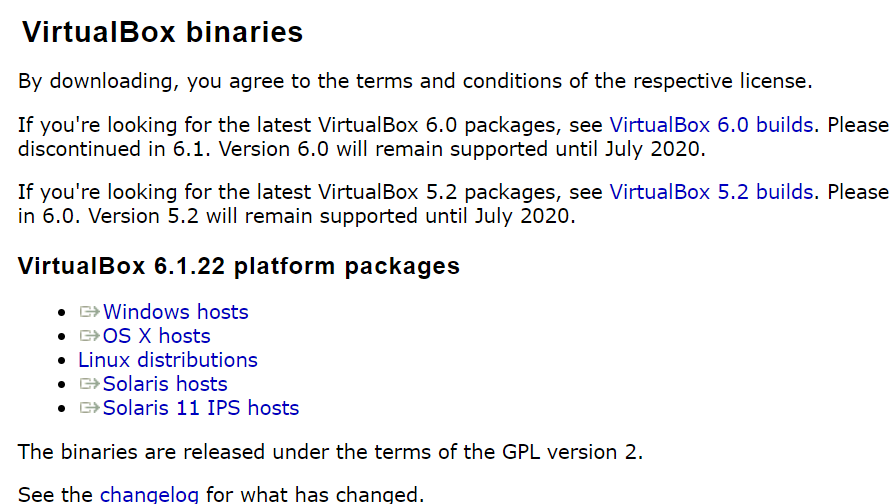 VirtualBox binaries
By downloading, you agree to the terms and conditions of the respective license.
If you're looking for the latest VirtualBox 6.0 packages, see VirtualBox 6.0 builds. Please
discontinued in 6.1. Version 6.0 will remain supported until July 2020.
If you're looking for the latest VirtualBox 5.2 packages, see VirtualBox 5.2 builds. Please
in 6.0. Version 5.2 will remain supported until July 2020.
VirtualBox 6.1.22 platform packages
Windows hosts
OS X hosts
Linux distributions
Solaris hosts
Solaris 11 IPS hosts
The binaries are released under the terms of the GPL version 2.
See the changelog for what has changed.